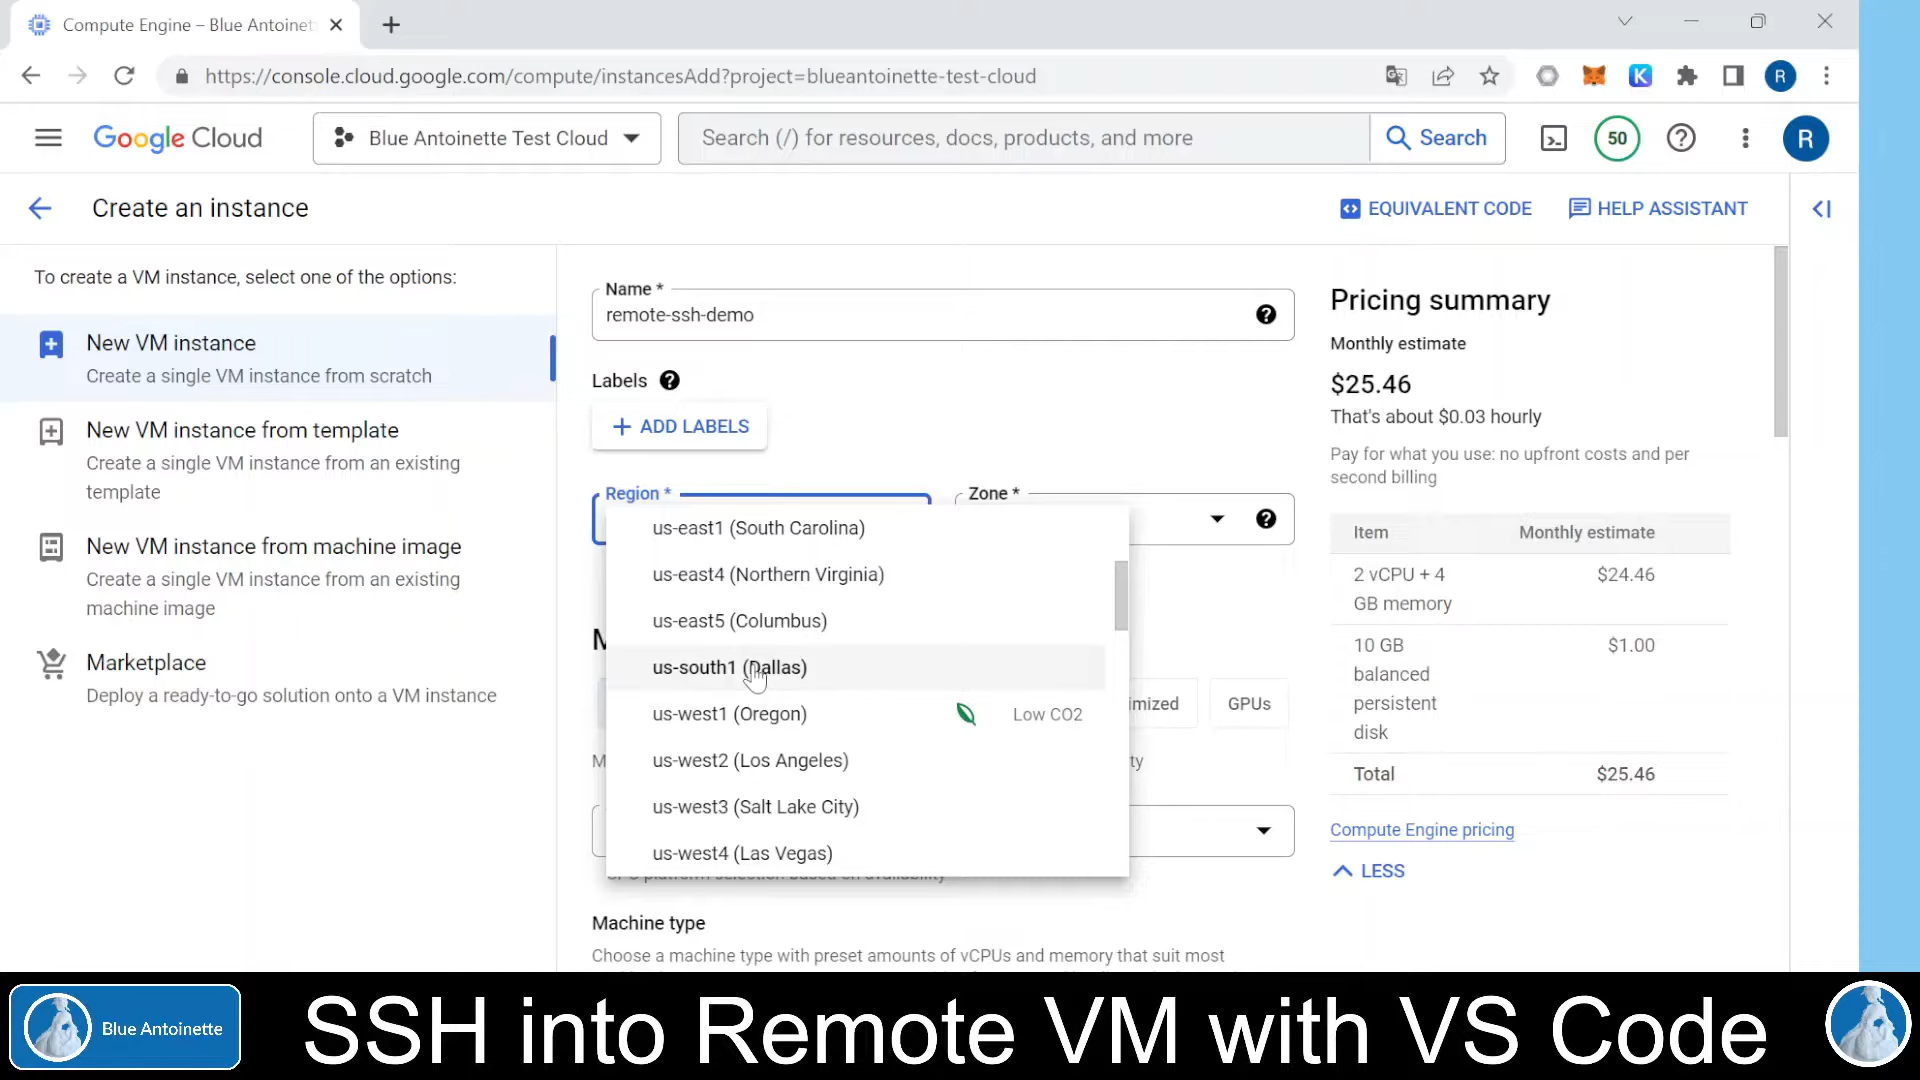 Compute Engine – Blue Antoinet
https://console.cloud.google.com/compute/instancesAdd?project=blueantoinette-test-cloud
K
R
Google Cloud
Blue Antoinette Test Cloud
Search (/) for resources, docs, products, and more
Search
50
R
Create an instance
EQUIVALENT CODE
HELP ASSISTANT
To create a VM instance, select one of the options:
New VM instance
Create a single VM instance from scratch
New VM instance from template
Create a single VM instance from an existing
template
New VM instance from machine image
Create a single VM instance from an existing
machine image
Marketplace
Deploy a ready-to-go solution onto a VM instance
Name *
remote-ssh-demo
Labels
+ ADD LABELS
Region *
Zone *
us-east1 (South Carolina)
us-east4 (Northern Virginia)
us-east5 (Columbus)
us-south1 (Dallas)
us-west1 (Oregon)
Low CO2
us-west2 (Los Angeles)
us-west3 (Salt Lake City)
us-west4 (Las Vegas)
M
imized
GPUs
M
ty
Machine type
Choose a machine type with preset amounts of vCPUs and memory that suit most
Pricing summary
Monthly estimate
$25.46
That's about $0.03 hourly
Pay for what you use: no upfront costs and per
second billing
Item
Monthly estimate
2 vCPU + 4
GB memory
$24.46
10 GB
balanced
persistent
disk
$1.00
Total
$25.46
Compute Engine pricing
LESS
Blue Antoinette
SSH into Remote VM with VS Code